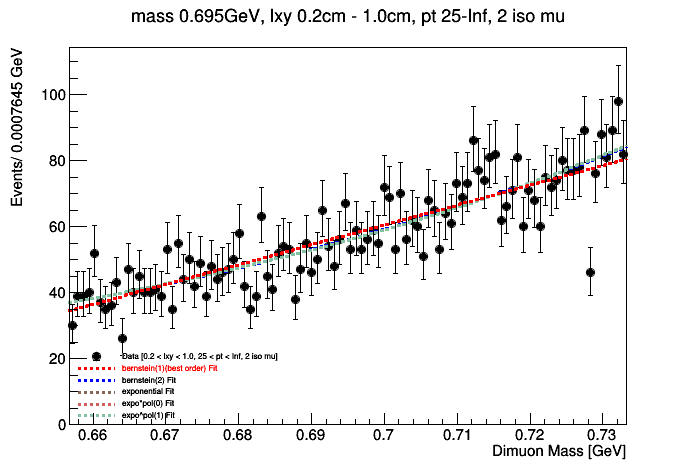 mass 0.695GeV, lxy 0.2cm - 1.0cm, pt 25-Inf, 2 iso mu
Events/ 0.0007645 GeV
100
80
60
40
20
0
Data [0.2 < lxy < 1.0, 25 < pt < Inf, 2 iso mu]
bernstein(1)(best order) Fit
bernstein(2) Fit
exponential Fit
expo*pol(0) Fit
expo*pol(1) Fit
0.66 0.67 0.68 0.69 0.7 0.71 0.72 0.73
Dimuon Mass [GeV]